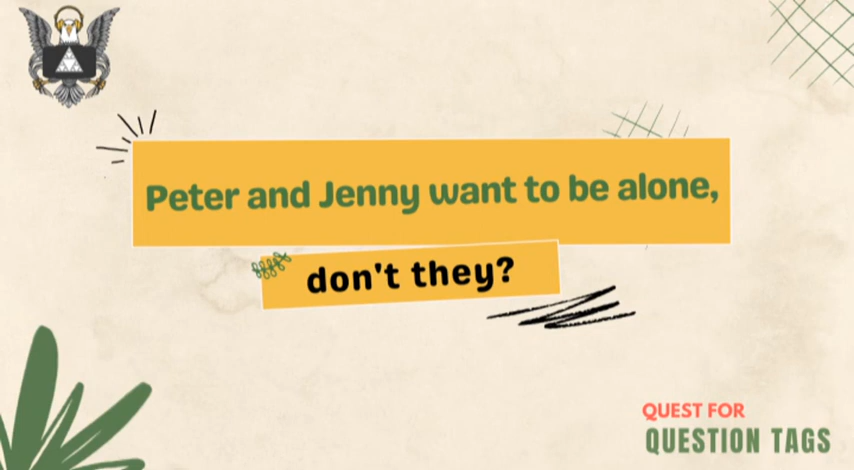 Peter and Jenny want to be alone,
don't they?
QUEST FOR
QUESTION TAGS